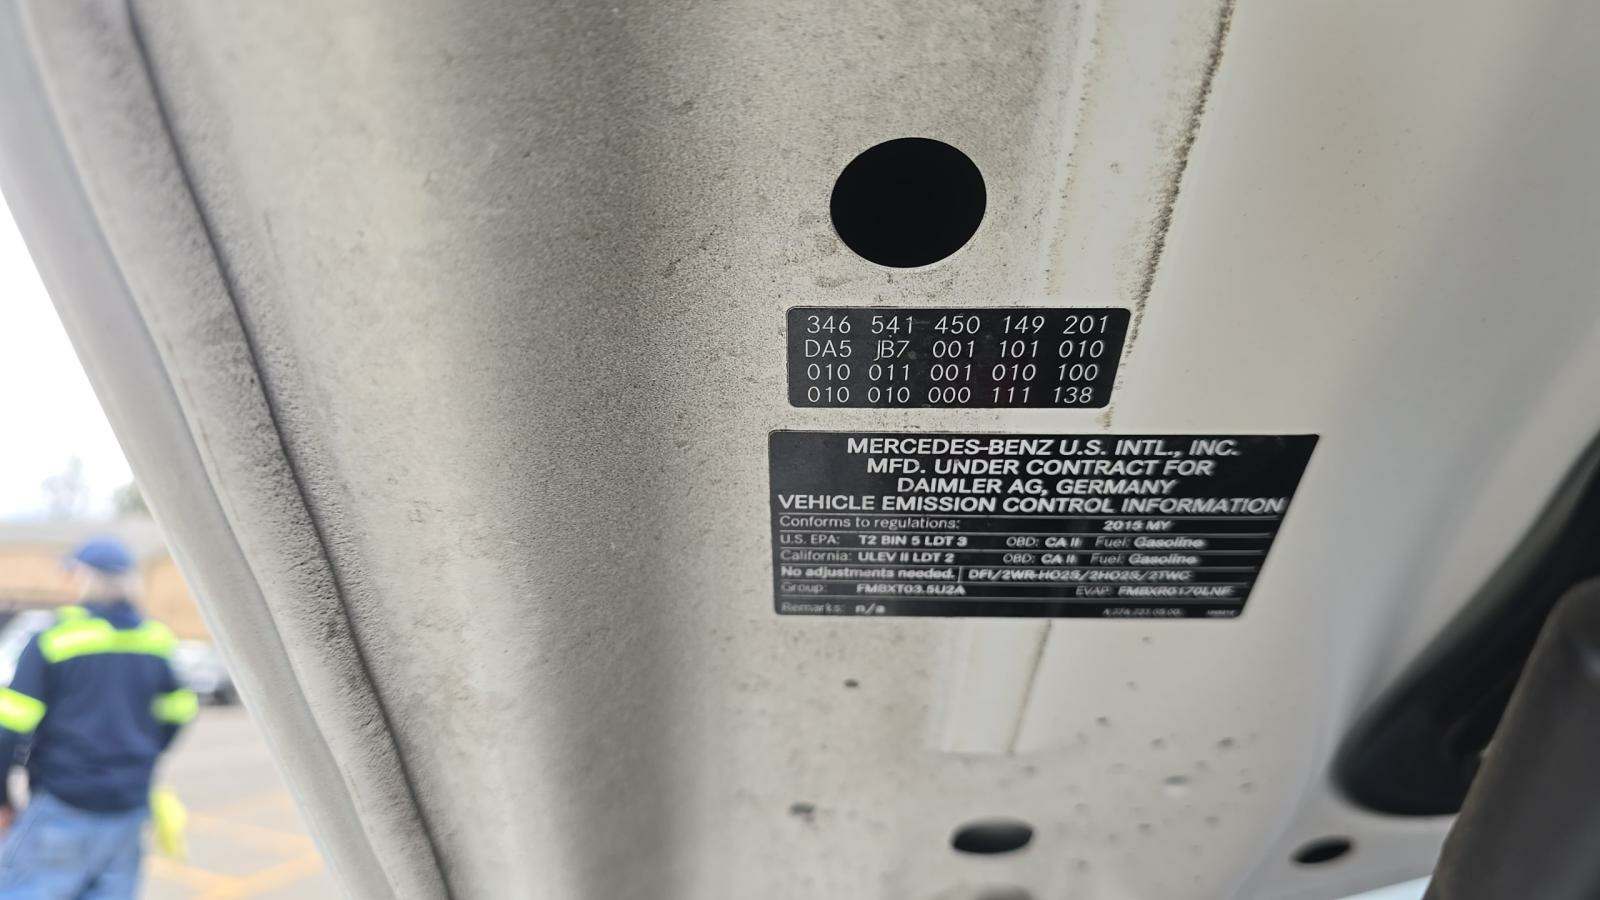 346 541 450 149 201
DA5 JB7 001 101 010
010 011 001 010 100
010 010 000 111 138
MERCEDES-BENZ U.S. INTL., INC.
MFD. UNDER CONTRACT FOR
DAIMLER AG, GERMANY
VEHICLE EMISSION CONTROL INFORMATION
Conforms to regulations: 2015 MY
U.S. EPA: T2 BIN 5 LDT 3 OBD: CA II Fuel: Gasoline
California: ULEV II LDT 2 OBD: CA II Fuel: Gasoline
No adjustments needed. DFI/2WR-HO2S/2HO2S/2TWC
Group: FMBXT03.5U2A EVAP: FMBXR0170LNF
Remarks: n/a